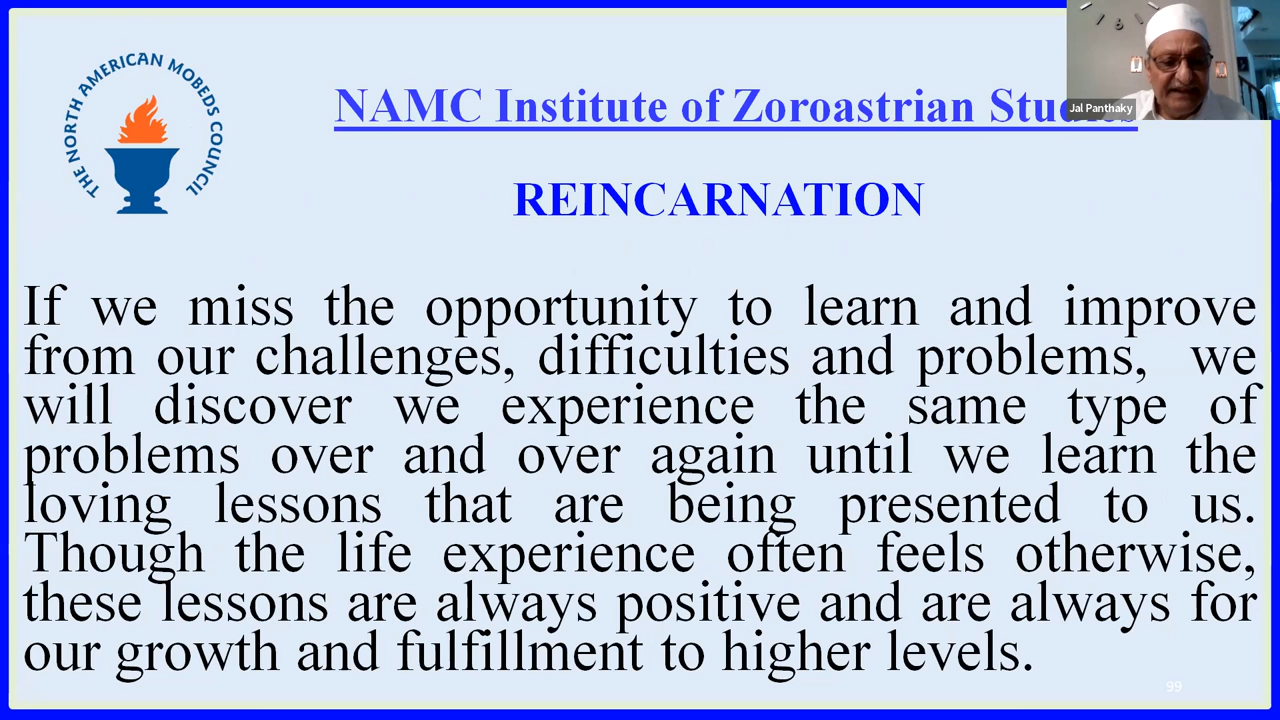 THE NORTH AMERICAN MOBEDS COUNCIL
NAMC Institute of Zoroastrian Studies
Jal Panthaky
REINCARNATION
If we miss the opportunity to learn and improve
from our challenges, difficulties and problems, we
will discover we experience the same type of
problems over and over again until we learn the
loving lessons that are being presented to us.
Though the life experience often feels otherwise,
these lessons are always positive and are always for
our growth and fulfillment to higher levels.
99